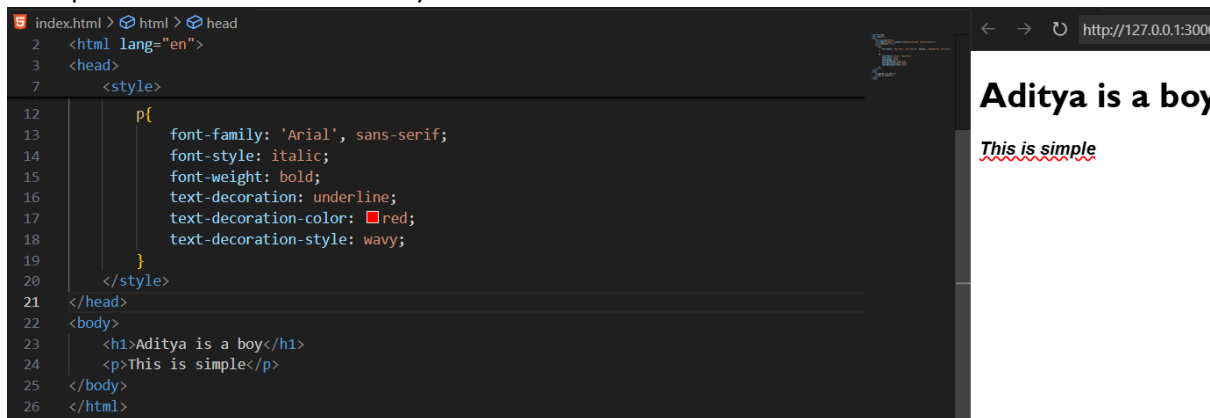 index.html > html > head
2 <html lang="en">
3 <head>
7 <style>
12 p{
13 font-family: 'Arial', sans-serif;
14 font-style: italic;
15 font-weight: bold;
16 text-decoration: underline;
17 text-decoration-color: red;
18 text-decoration-style: wavy;
19 }
20 </style>
21 </head>
22 <body>
23 <h1>Aditya is a boy</h1>
24 <p>This is simple</p>
25 </body>
26 </html>
http://127.0.0.1:3000
Aditya is a boy
This is simple